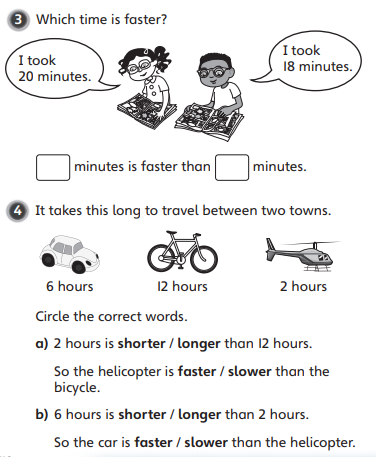 3 Which time is faster?
I took
20 minutes.
I took
18 minutes.
minutes is faster than
minutes.
4 It takes this long to travel between two towns.
6 hours
12 hours
2 hours
Circle the correct words.
a) 2 hours is shorter / longer than 12 hours.
So the helicopter is faster / slower than the
bicycle.
b) 6 hours is shorter / longer than 2 hours.
So the car is faster / slower than the helicopter.